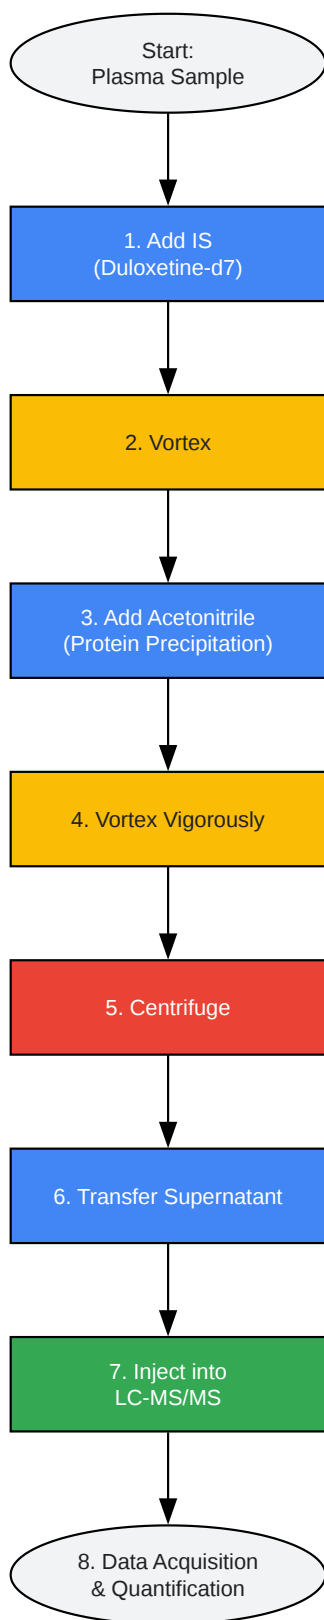 Start:
Plasma Sample
1. Add IS
(Duloxetine-d7)
2. Vortex
3. Add Acetonitrile
(Protein Precipitation)
4. Vortex Vigorously
5. Centrifuge
6. Transfer Supernatant
7. Inject into
LC-MS/MS
8. Data Acquisition
& Quantification